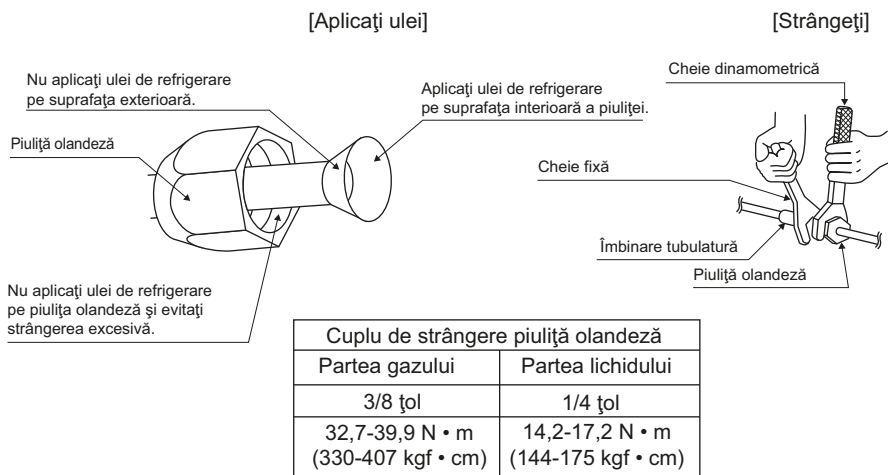 [Aplicaţi ulei]
Nu aplicaţi ulei de refrigerare
pe suprafaţa exterioară.
Aplicaţi ulei de refrigerare
pe suprafaţa interioară a piuliţei.
Piuliţă olandeză
Nu aplicaţi ulei de refrigerare
pe piuliţa olandeză şi evitaţi
strângerea excesivă.
[Strângeţi]
Cheie dinamometrică
Cheie fixă
Îmbinare tubulatură
Piuliţă olandeză
Cuplu de strângere piuliţă olandeză
Partea gazului Partea lichidului
3/8 ţol 1/4 ţol
32,7-39,9 N • m 14,2-17,2 N • m
(330-407 kgf • cm) (144-175 kgf • cm)